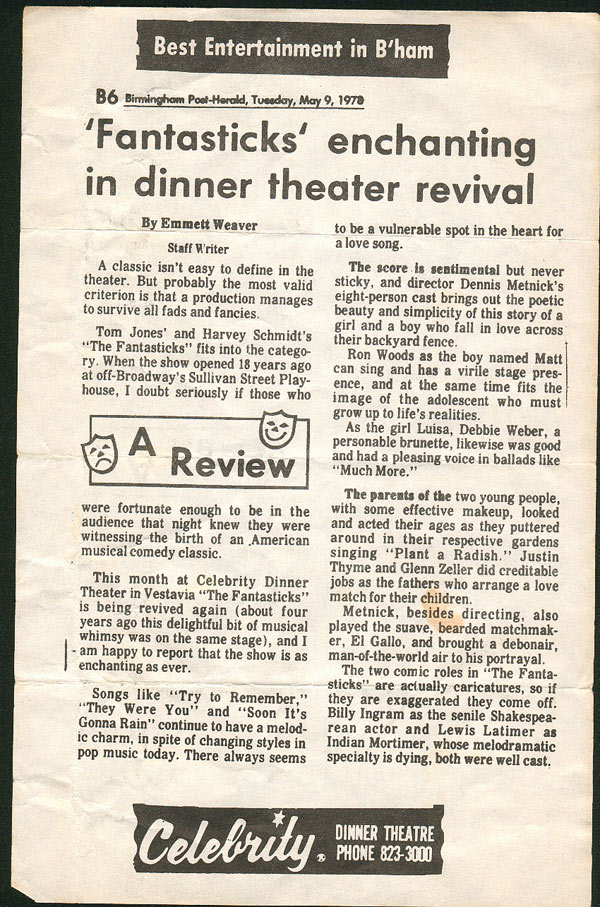 Best Entertainment in B'ham
B6 Birmingham Post-Herald, Tuesday, May 9, 1978
'Fantasticks' enchanting
in dinner theater revival
By Emmett Weaver
Staff Writer
A classic isn't easy to define in the
theater. But probably the most valid
criterion is that a production manages
to survive all fads and fancies.
Tom Jones' and Harvey Schmidt's
"The Fantasticks" fits into the catego-
ry. When the show opened 18 years ago
at off-Broadway's Sullivan Street Play-
house, I doubt seriously if those who
A
Review
were fortunate enough to be in the
audience that night knew they were
witnessing the birth of an American
musical comedy classic.
This month at Celebrity Dinner
Theater in Vestavia "The Fantasticks"
is being revived again (about four
years ago this delightful bit of musical
whimsy was on the same stage), and I
am happy to report that the show is as
enchanting as ever.
Songs like "Try to Remember,"
"They Were You" and "Soon It's
Gonna Rain" continue to have a melod-
ic charm, in spite of changing styles in
pop music today. There always seems
to be a vulnerable spot in the heart for
a love song.
The score is sentimental but never
sticky, and director Dennis Metnick's
eight-person cast brings out the poetic
beauty and simplicity of this story of a
girl and a boy who fall in love across
their backyard fence.
Ron Woods as the boy named Matt
can sing and has a virile stage pres-
ence, and at the same time fits the
image of the adolescent who must
grow up to life's realities.
As the girl Luisa, Debbie Weber, a
personable brunette, likewise was good
and had a pleasing voice in ballads like
"Much More."
The parents of the two young people,
with some effective makeup, looked
and acted their ages as they puttered
around in their respective gardens
singing "Plant a Radish." Justin
Thyme and Glenn Zeller did creditable
jobs as the fathers who arrange a love
match for their children.
Metnick, besides directing, also
played the suave, bearded matchmak-
er, El Gallo, and brought a debonair,
man-of-the-world air to his portrayal.
The two comic roles in "The Fanta-
sticks" are actually caricatures, so if
they are exaggerated they come off.
Billy Ingram as the senile Shakespea-
rean actor and Lewis Latimer as
Indian Mortimer, whose melodramatic
specialty is dying, both were well cast.
Celebrity
DINNER THEATRE
PHONE 823-3000